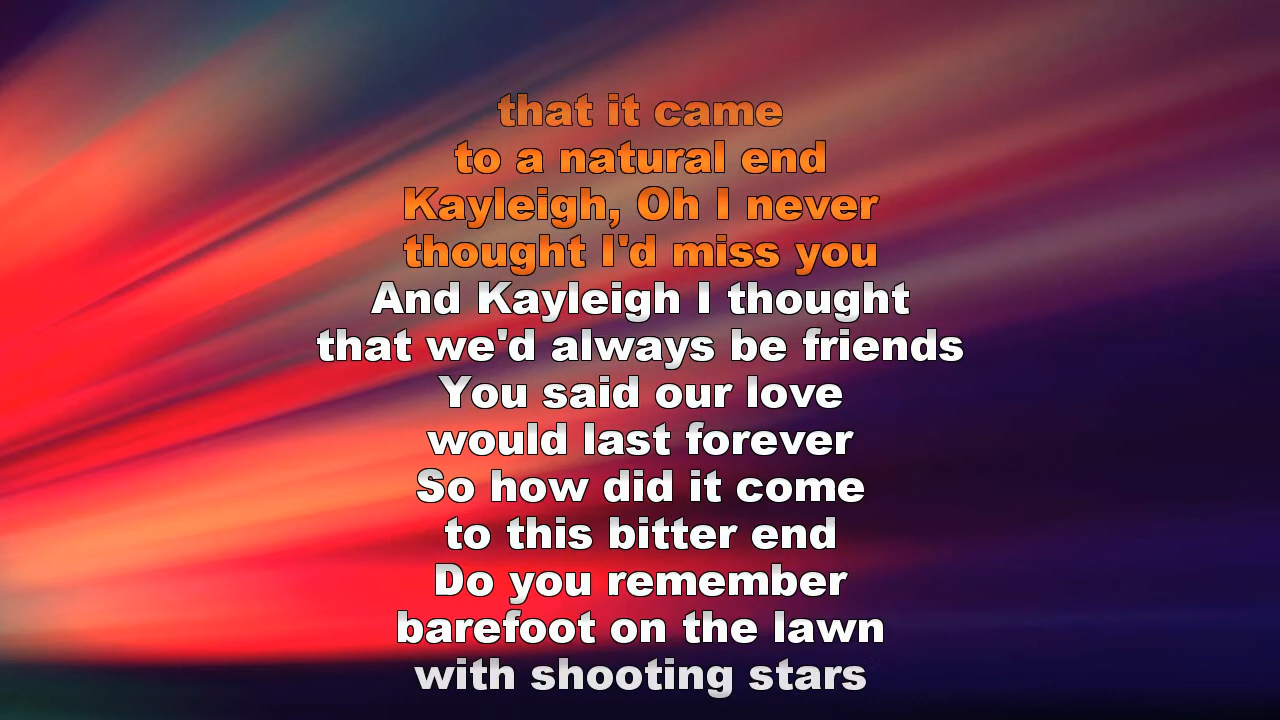 that it came
to a natural end
Kayleigh, Oh I never
thought I'd miss you
And Kayleigh I thought
that we'd always be friends
You said our love
would last forever
So how did it come
to this bitter end
Do you remember
barefoot on the lawn
with shooting stars